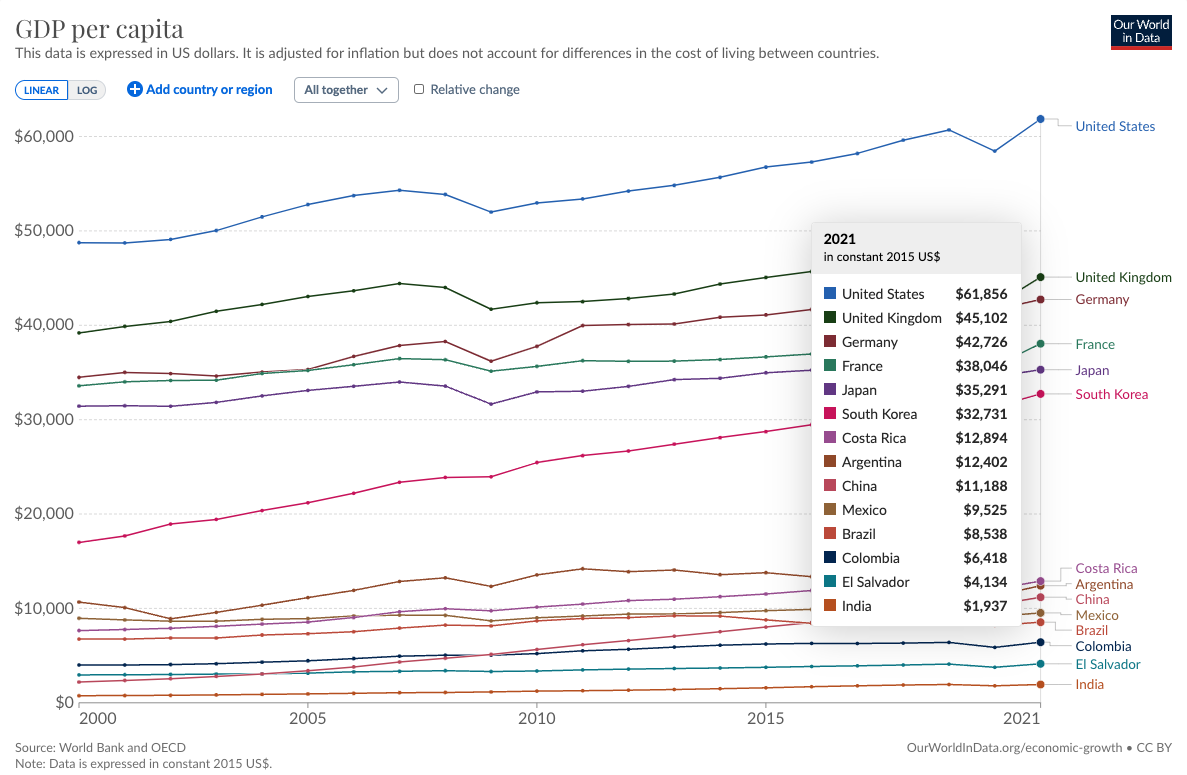 GDP per capita
This data is expressed in US dollars. It is adjusted for inflation but does not account for differences in the cost of living between countries.
Our World
in Data
LINEAR LOG Add country or region All together Relative change
$60,000
$50,000
$40,000
$30,000
$20,000
$10,000
$0
2000 2005 2010 2015 2021
United States
United Kingdom
Germany
France
Japan
South Korea
Costa Rica
Argentina
China
Mexico
Brazil
Colombia
El Salvador
India
2021
in constant 2015 US$
United States $61,856
United Kingdom $45,102
Germany $42,726
France $38,046
Japan $35,291
South Korea $32,731
Costa Rica $12,894
Argentina $12,402
China $11,188
Mexico $9,525
Brazil $8,538
Colombia $6,418
El Salvador $4,134
India $1,937
Source: World Bank and OECD
Note: Data is expressed in constant 2015 US$.
OurWorldInData.org/economic-growth • CC BY